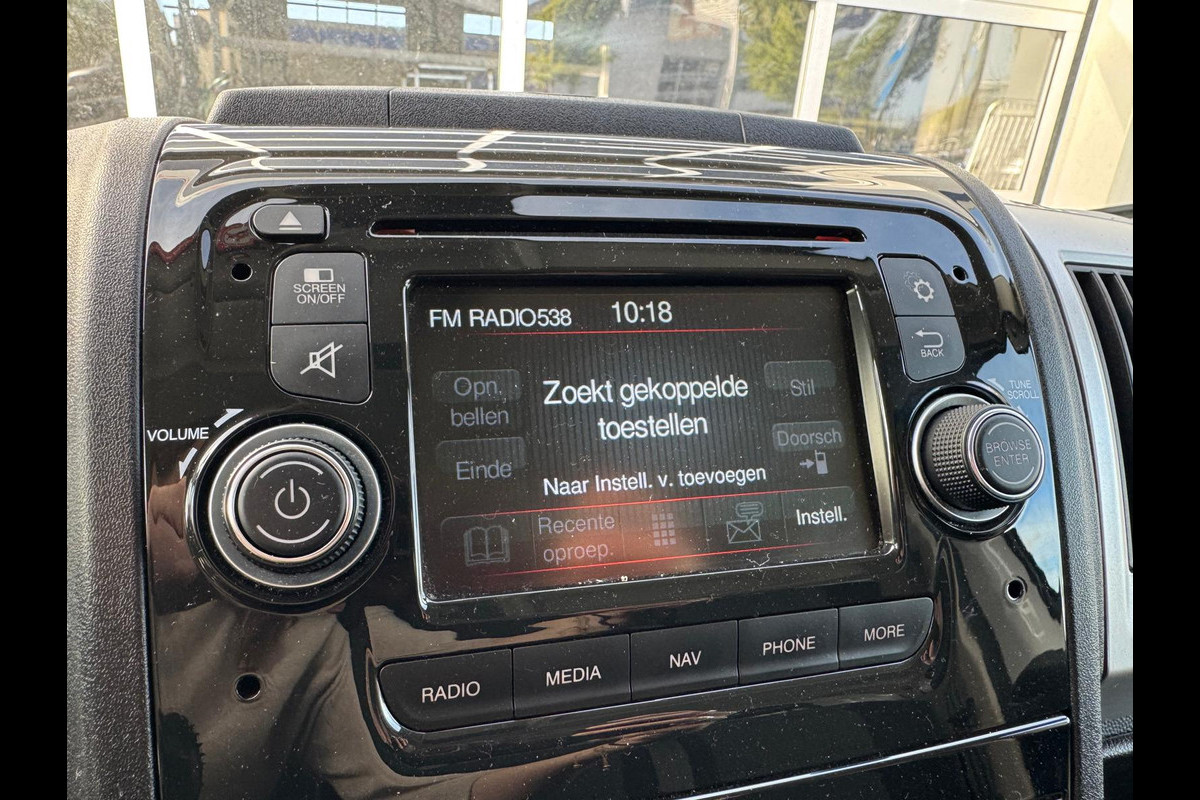 SCREEN
ON/OFF
BACK
VOLUME
TUNE
SCROLL
BROWSE
ENTER
FM RADIO538 10:18
Opn.
bellen
Zoekt gekoppelde
toestellen
Stil
Einde
Doorsch
Naar Instell. v. toevoegen
Recente
oproep.
Instell.
RADIO
MEDIA
NAV
PHONE
MORE